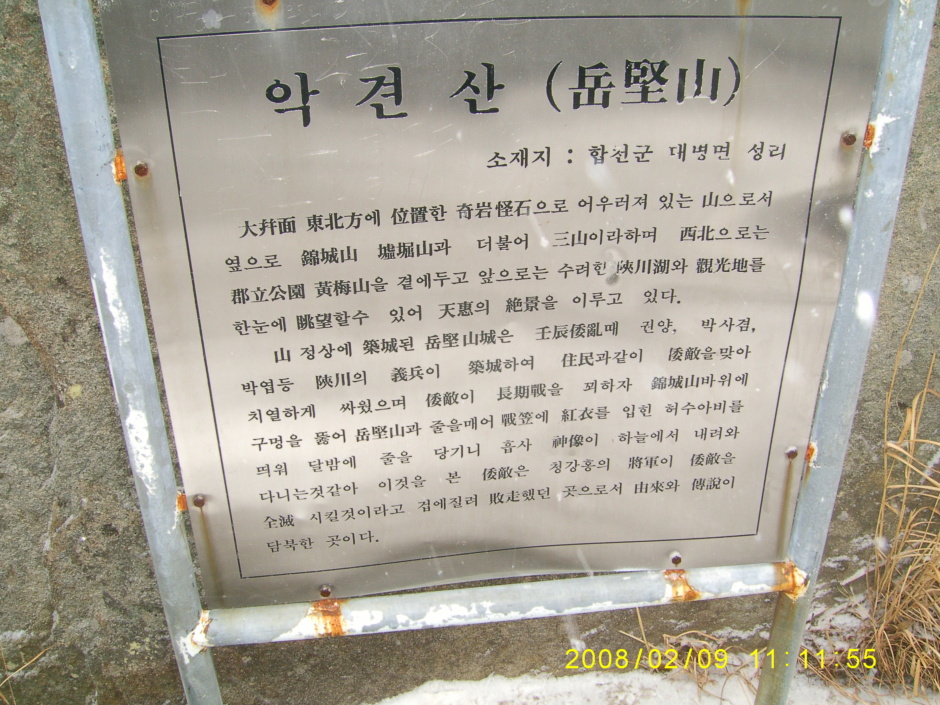 악견산 (岳堅山)
소재지 : 합천군 대병면 성리
大幷面 東北方에 位置한 奇岩怪石으로 어우러져 있는 山으로서
옆으로 錦城山 墟堀山과 더불어 三山이라하며 西北으로는
郡立公園 黃梅山을 곁에두고 앞으로는 수려한 陜川湖와 觀光地를
한눈에 眺望할수 있어 天惠의 絶景을 이루고 있다.
山 정상에 築城된 岳堅山城은 壬辰倭亂때 권양, 박사겸,
박엽등 陜川의 義兵이 築城하여 住民과같이 倭敵을맞아
치열하게 싸웠으며 倭敵이 長期戰을 꾀하자 錦城山바위에
구멍을 뚫어 岳堅山과 줄을매어 戰笠에 紅衣를 입힌 허수아비를
띄워 달밤에 줄을 당기니 흡사 神像이 하늘에서 내려와
다니는것같아 이것을 본 倭敵은 청강홍의 將軍이 倭敵을
全滅 시킬것이라고 겁에질려 敗走했던 곳으로서 由來와 傳說이
담북한 곳이다.
2008/02/09 11:11:55